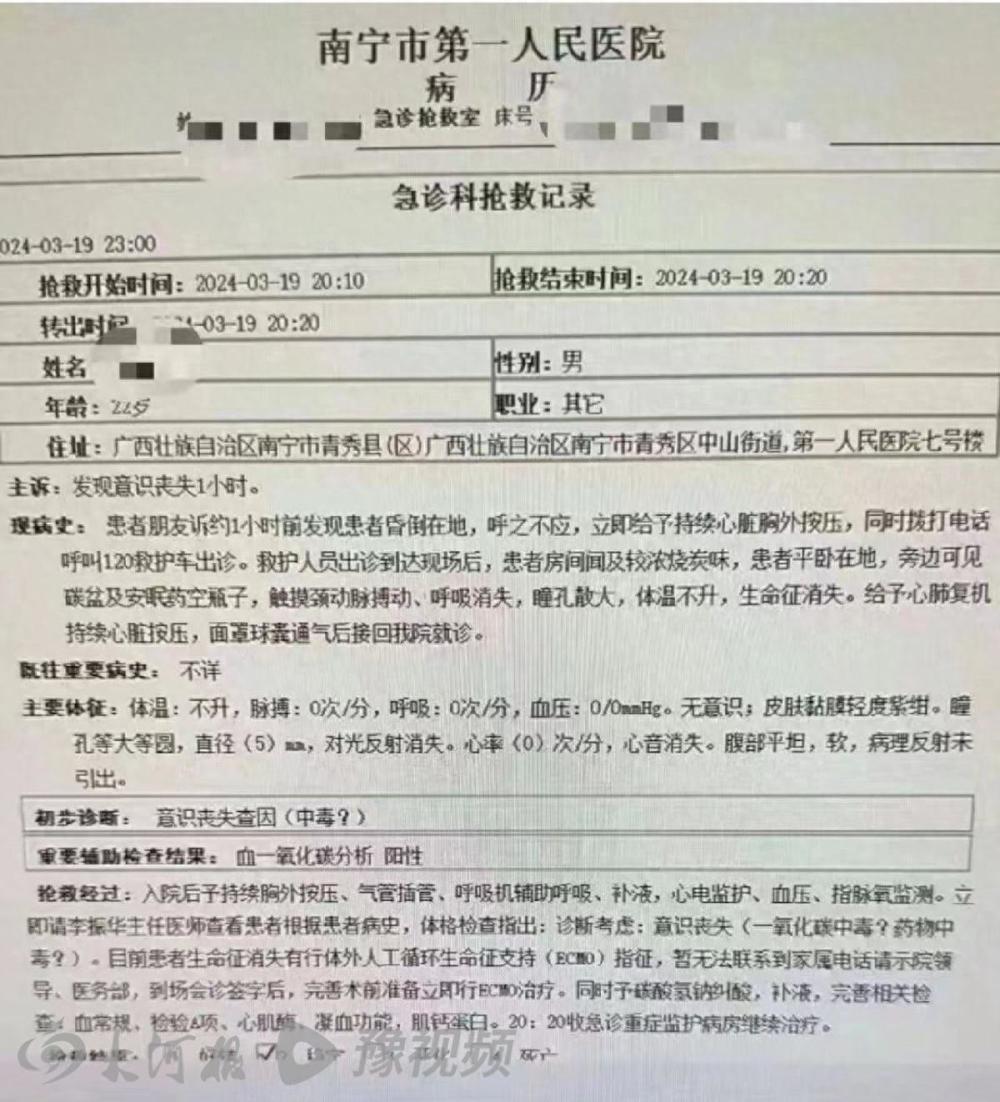 南宁市第一人民医院
病 历
急诊抢救室 床号
急诊科抢救记录
024-03-19 23:00
抢救开始时间：2024-03-19 20:10 抢救结束时间：2024-03-19 20:20
转出时间 -03-19 20:20
姓名 性别：男
年龄： 职业：其它
住址：广西壮族自治区南宁市青秀县(区)广西壮族自治区南宁市青秀区中山街道,第一人民医院七号楼
主诉：发现意识丧失1小时。
现病史：患者朋友诉约1小时前发现患者昏倒在地，呼之不应，立即给予持续心脏胸外按压，同时拨打电话
呼叫120救护车出诊。救护人员出诊到达现场后，患者房间闻及较浓烧炭味，患者平卧在地，旁边可见
碳盆及安眠药空瓶子，触摸颈动脉搏动、呼吸消失，瞳孔散大，体温不升，生命征消失。给予心肺复机
持续心脏按压，面罩球囊通气后接回我院就诊。
既往重要病史：不详
主要体征：体温：不升，脉搏：0次/分，呼吸：0次/分，血压：0/0mmHg。无意识；皮肤黏膜轻度紫绀。瞳
孔等大等圆，直径（5）mm，对光反射消失。心率（0）次/分，心音消失。腹部平坦，软，病理反射未
引出。
初步诊断：意识丧失查因（中毒？）
重要辅助检查结果：血一氧化碳分析 阳性
抢救经过：入院后予持续胸外按压、气管插管、呼吸机辅助呼吸、补液，心电监护、血压、指脉氧监测。立
即请李振华主任医师查看患者根据患者病史，体格检查指出：诊断考虑：意识丧失（一氧化碳中毒？药物中
毒？）。目前患者生命征消失有行体外人工循环生命征支持（ECMO）指征，暂无法联系到家属电话请示院领
导、医务部，到场会诊签字后，完善术前准备立即行ECMO治疗。同时予碳酸氢钠纠酸，补液，完善相关检
查：血常规、检验A项、心肌酶、凝血功能，肌钙蛋白。20：20收急诊重症监护病房继续治疗。
大河报 豫视频